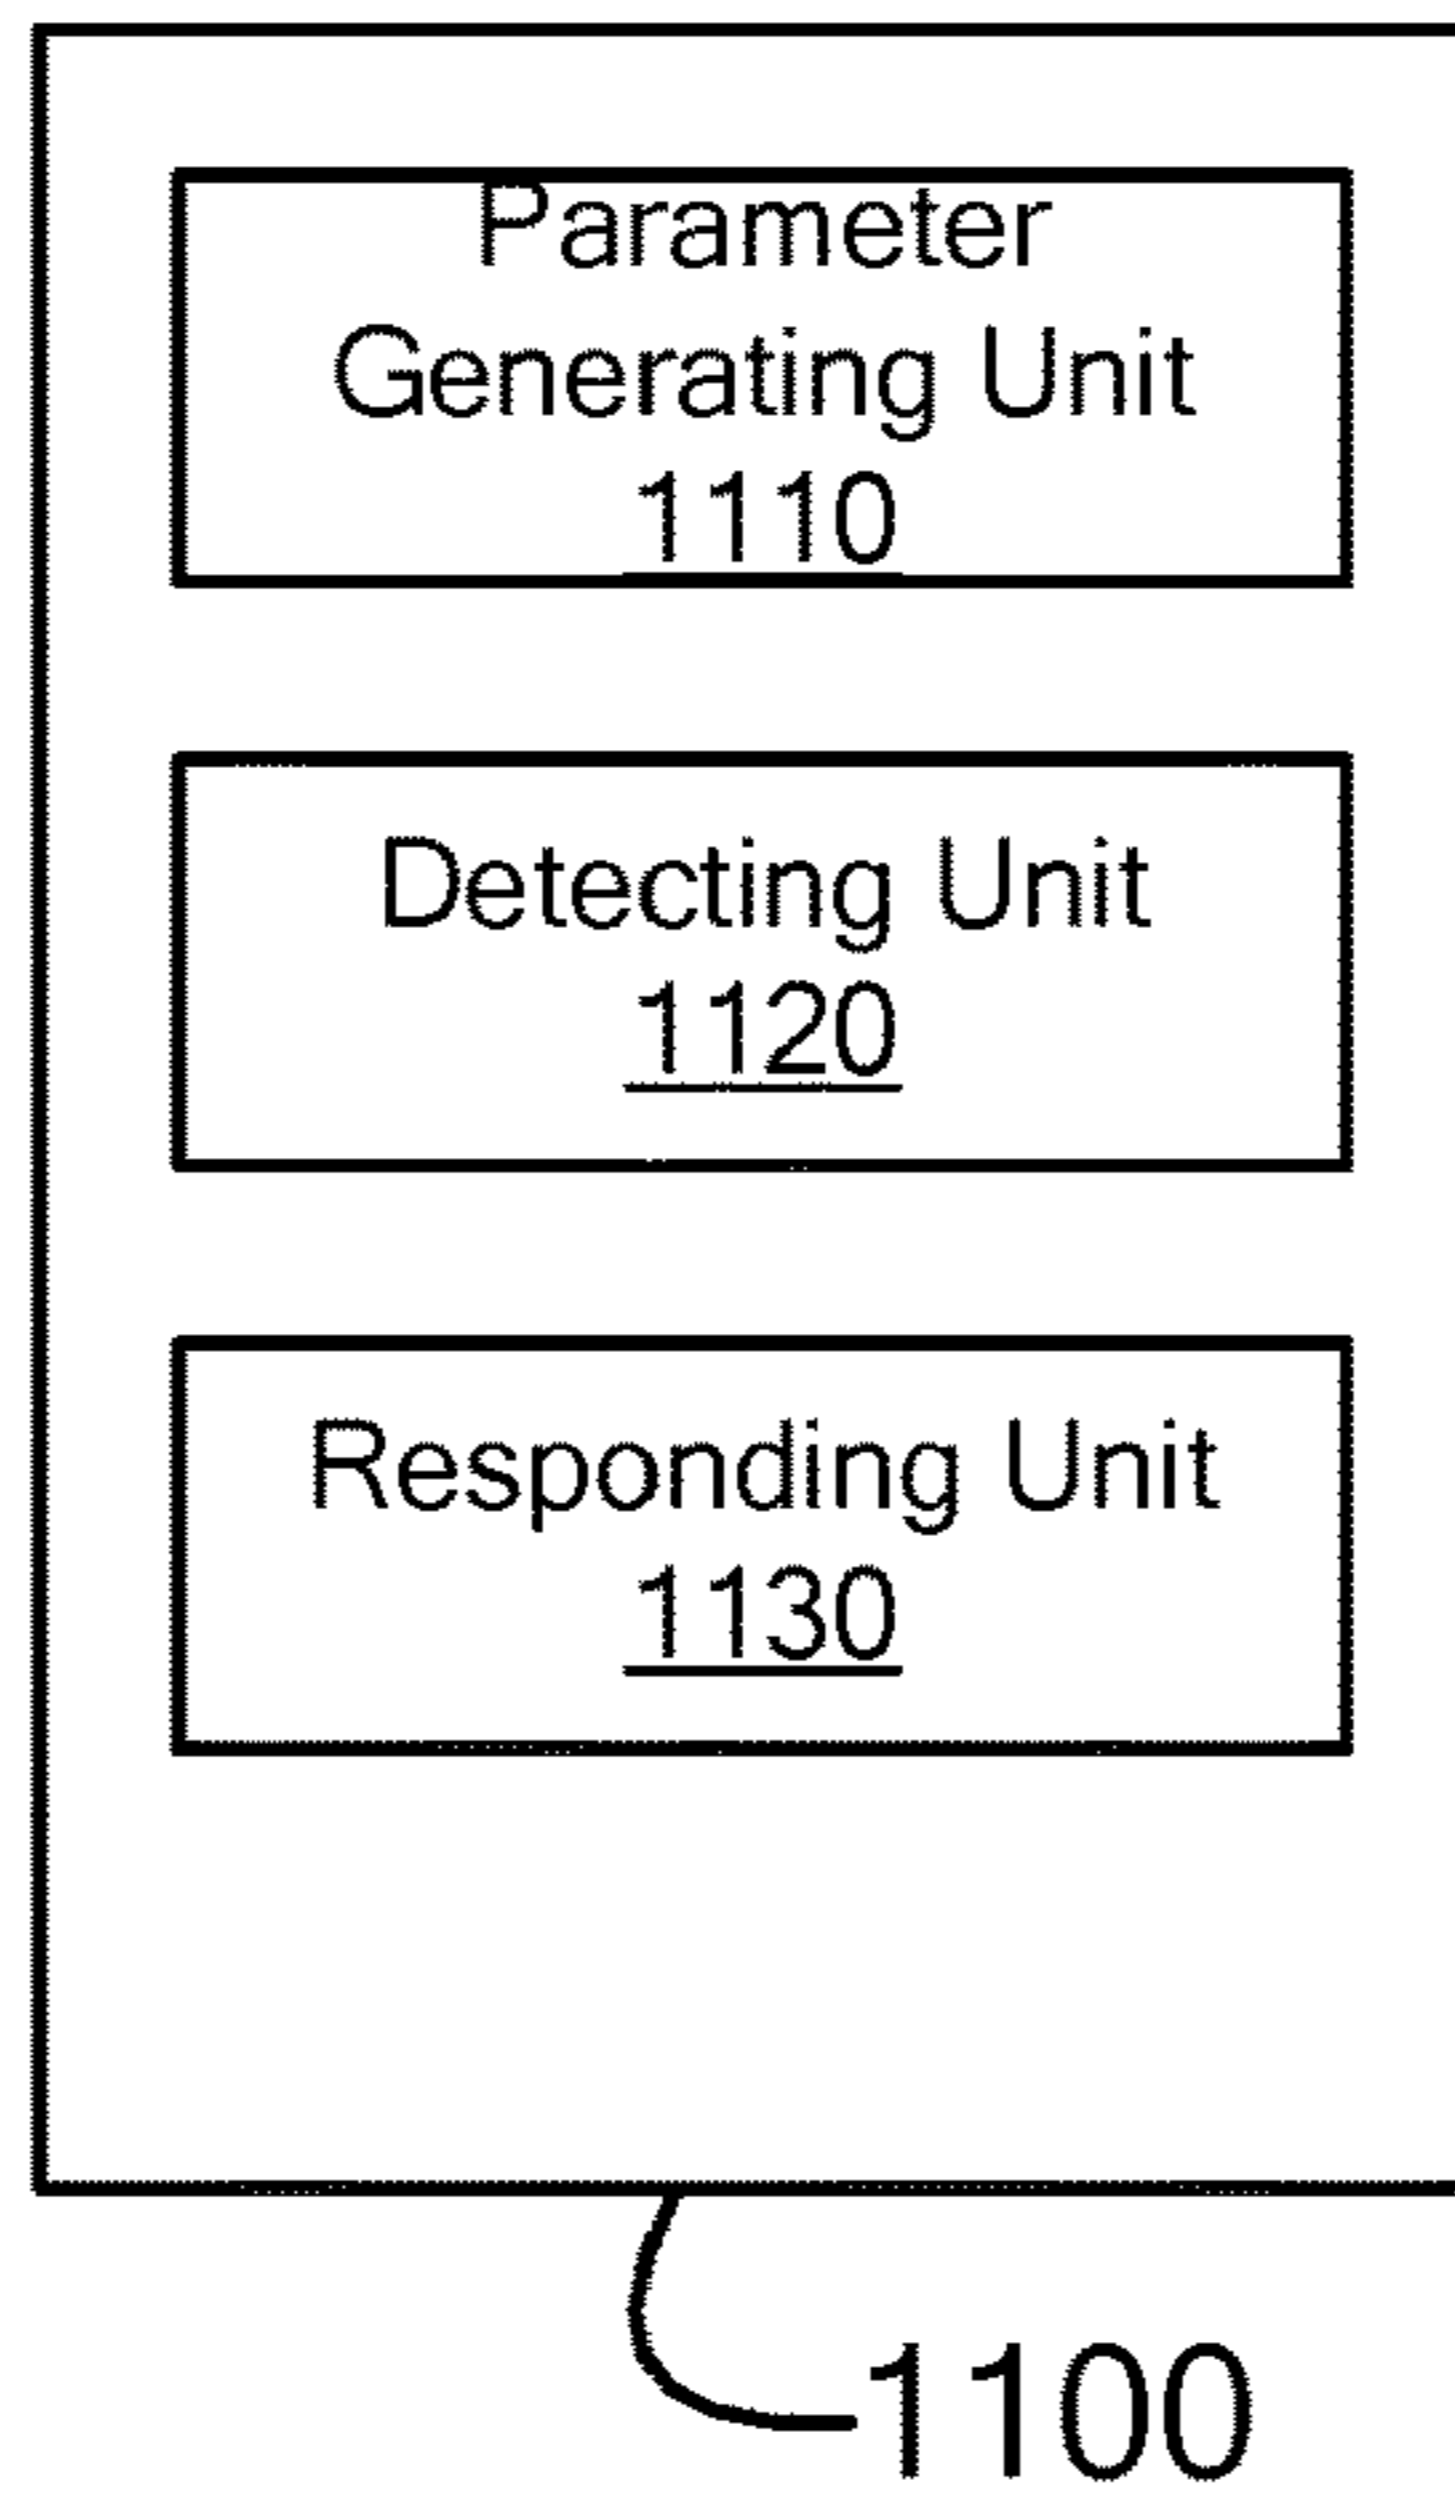 Parameter
Generating Unit
1110
Detecting Unit
1120
Responding Unit
1130
1100